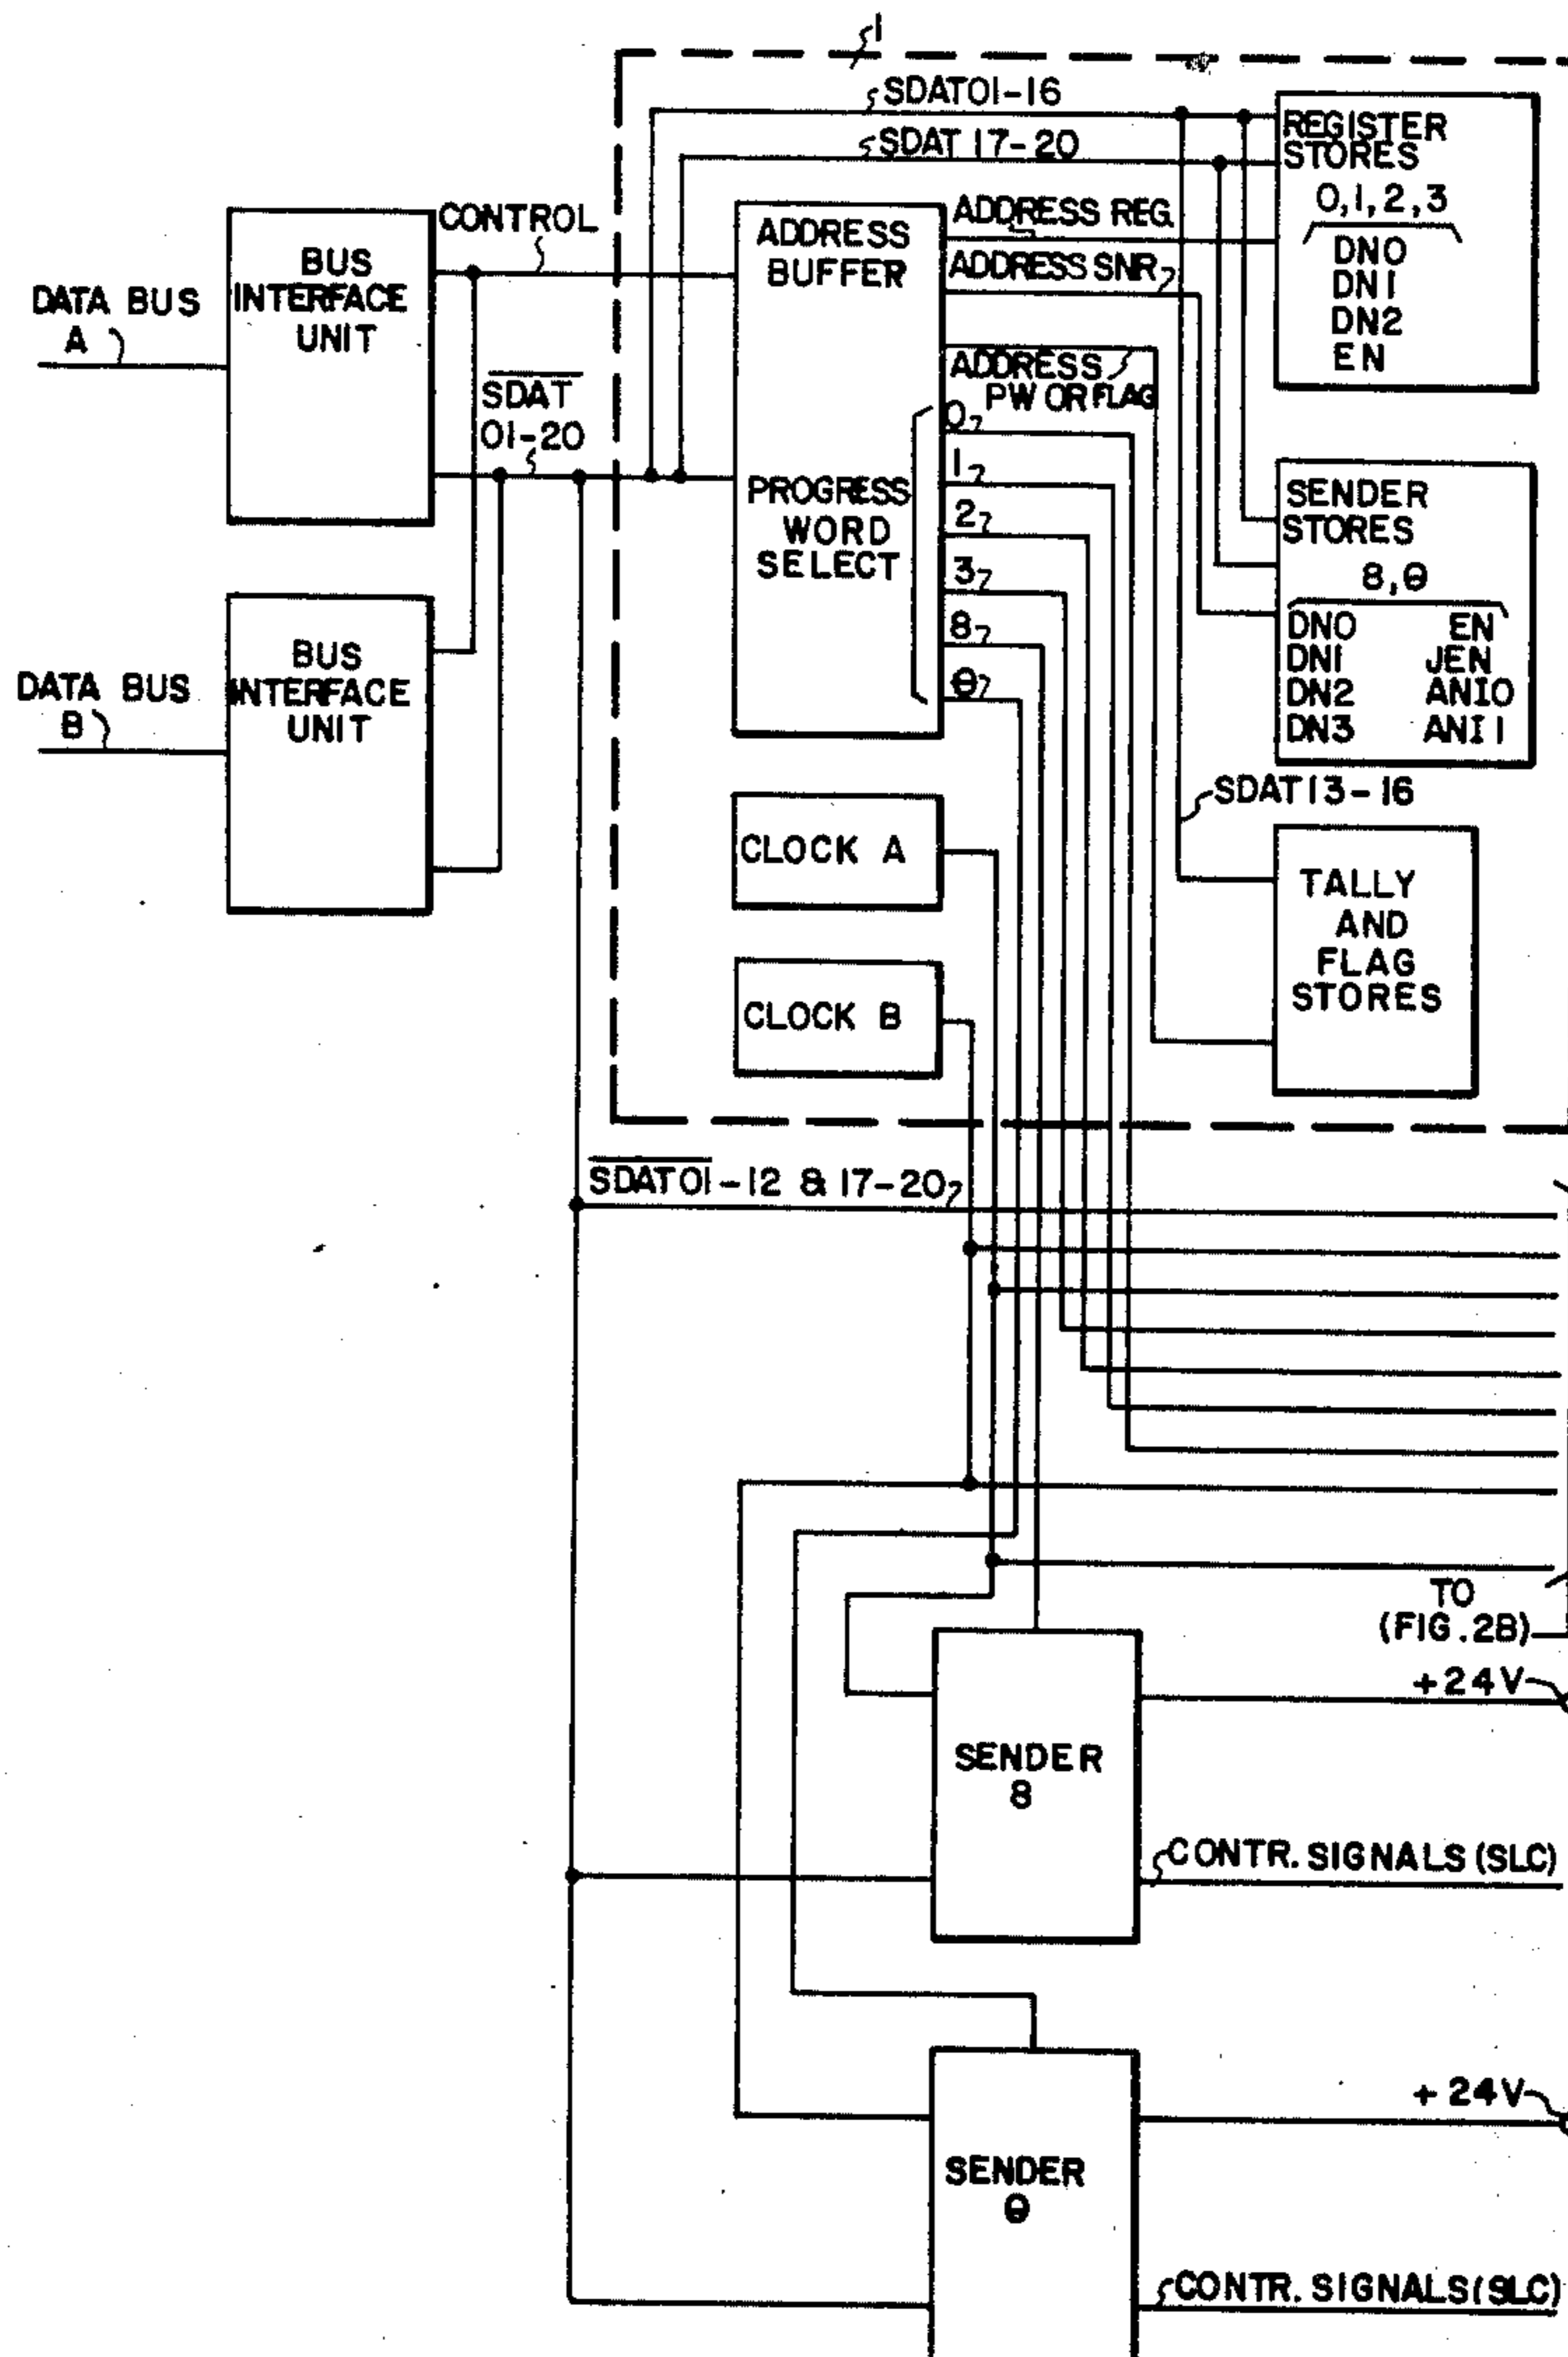 1
SDAT01-16
SDAT 17-20
REGISTER
STORES
0,1,2,3
DN0
DN1
DN2
EN
CONTROL
ADDRESS
BUFFER
ADDRESS REG.
ADDRESS SNR
ADDRESS
PW OR FLAG
BUS
INTERFACE
UNIT
DATA BUS
A
SDAT
01-20
PROGRESS
WORD
SELECT
0
1
2
3
8
θ
SENDER
STORES
8,θ
DN0 EN
DN1 JEN
DN2 ANI0
DN3 ANI1
BUS
INTERFACE
UNIT
DATA BUS
B
SDAT13-16
CLOCK A
TALLY
AND
FLAG
STORES
CLOCK B
SDAT01-12 & 17-20
TO
(FIG.2B)
+24V
SENDER
8
CONTR. SIGNALS (SLC)
+24V
SENDER
θ
CONTR. SIGNALS (SLC)